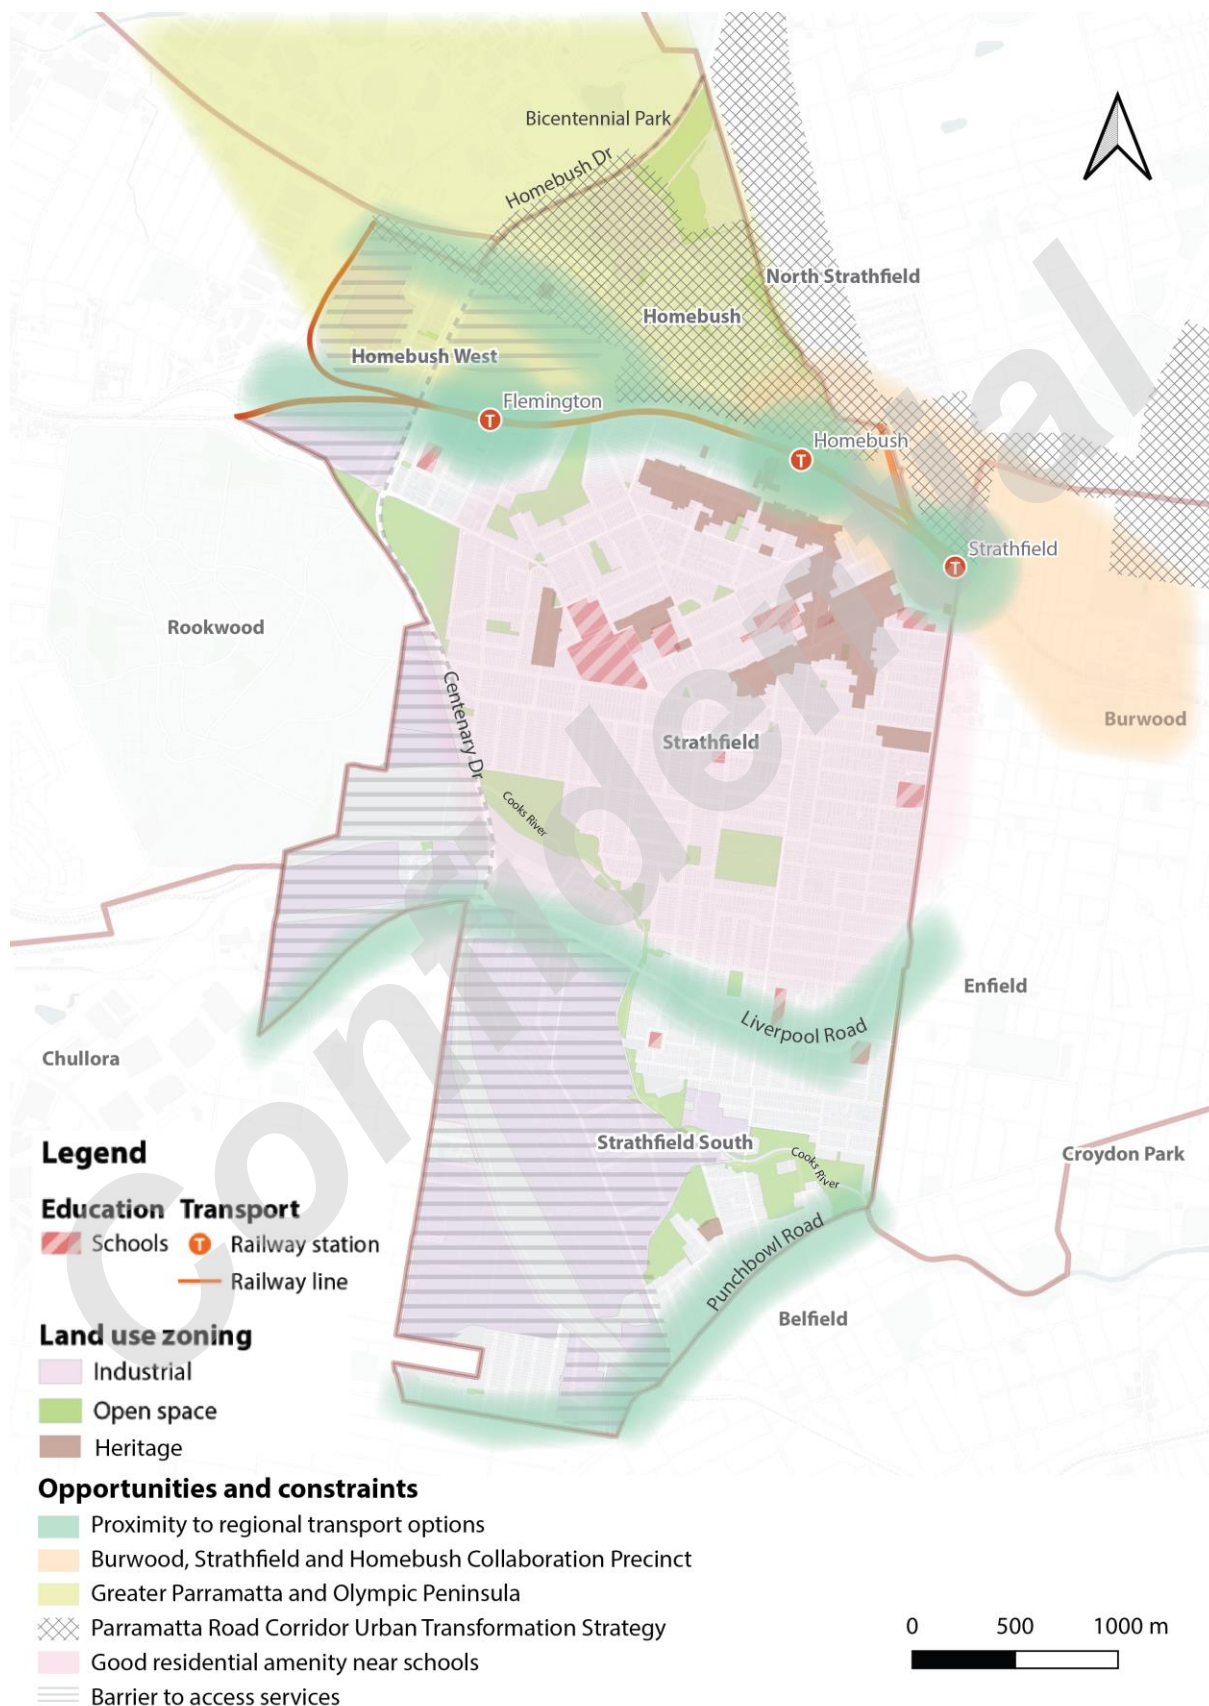 Bicentennial Park
Homebush Dr
North Strathfield
Homebush
Homebush West
Flemington
T
Homebush
T
Strathfield
T
Rookwood
Centenary Dr
Burwood
Strathfield
Cooks River
Enfield
Liverpool Road
Chullora
Strathfield South
Cooks River
Croydon Park
Punchbowl Road
Belfield
Confidential
Legend
Education Transport
Schools T Railway station
Railway line
Land use zoning
Industrial
Open space
Heritage
Opportunities and constraints
Proximity to regional transport options
Burwood, Strathfield and Homebush Collaboration Precinct
Greater Parramatta and Olympic Peninsula
Parramatta Road Corridor Urban Transformation Strategy
Good residential amenity near schools
Barrier to access services
0 500 1000 m